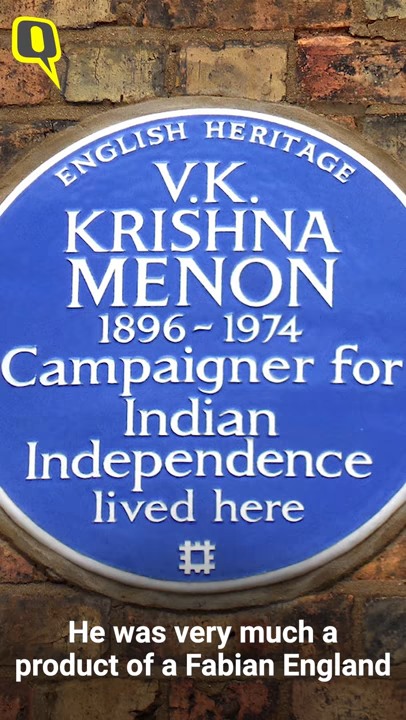 ENGLISH HERITAGE
V.K.
KRISHNA
MENON
1896-1974
Campaigner for
Indian
Independence
lived here
He was very much a
product of a Fabian England